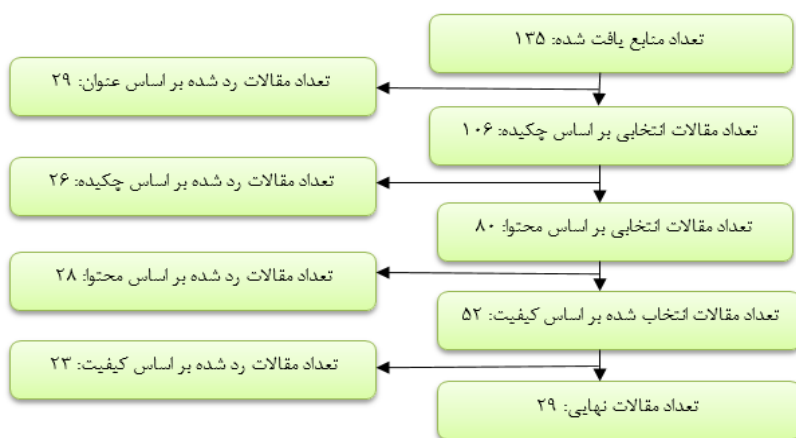 تعداد منابع یافت شده: ۱۳۵
تعداد مقالات رد شده بر اساس عنوان: ۲۹
تعداد مقالات انتخابی بر اساس چکیده: ۱۰۶
تعداد مقالات رد شده بر اساس چکیده: ۲۶
تعداد مقالات انتخابی بر اساس محتوا: ۸۰
تعداد مقالات رد شده بر اساس محتوا: ۲۸
تعداد مقالات انتخاب شده بر اساس کیفیت: ۵۲
تعداد مقالات رد شده بر اساس کیفیت: ۲۳
تعداد مقالات نهایی: ۲۹